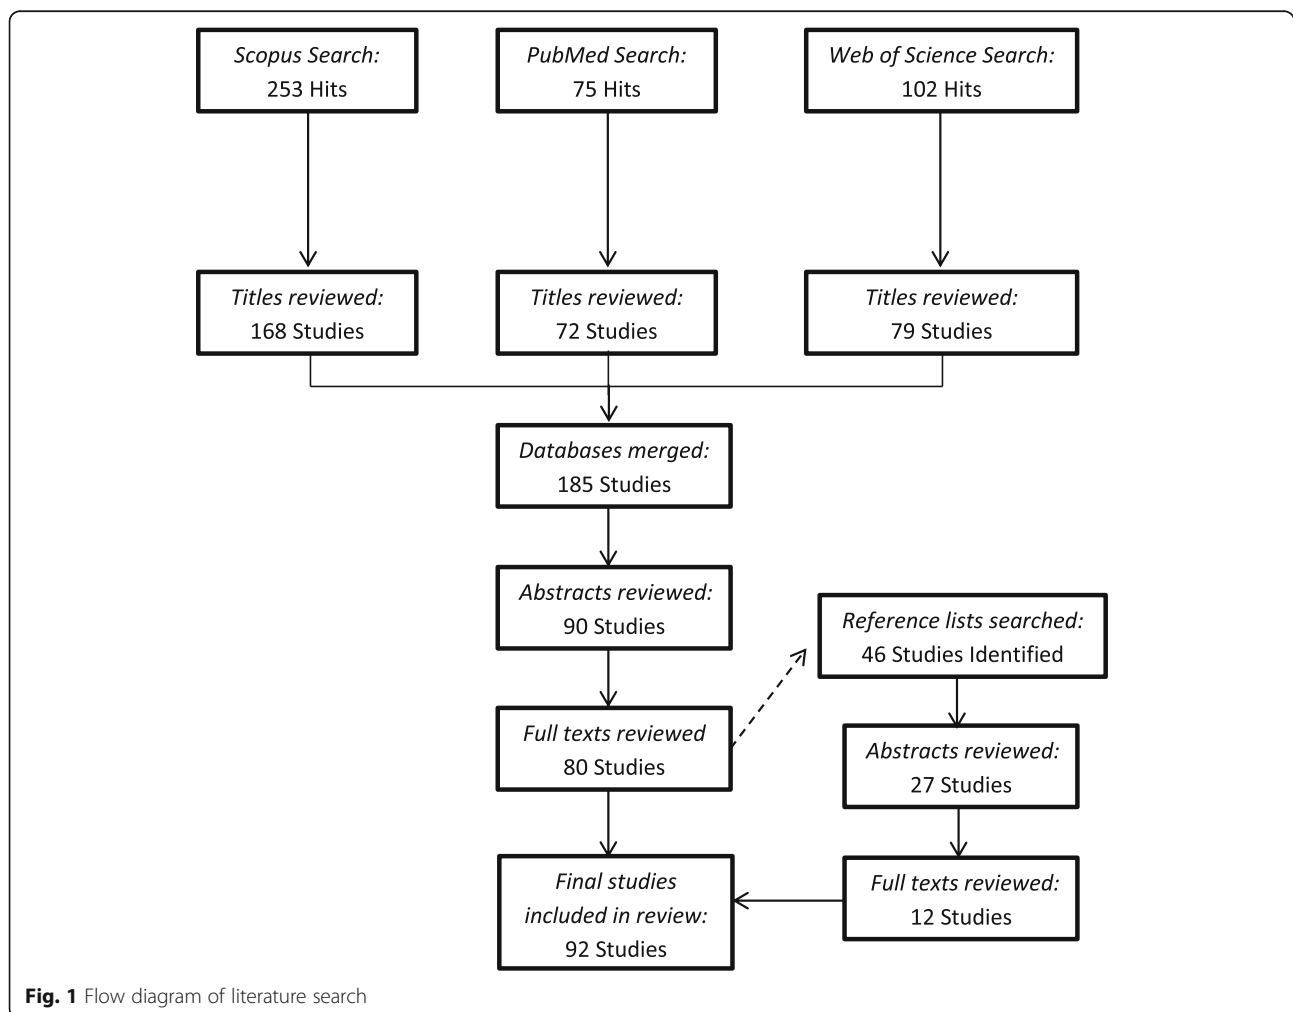 Scopus Search:
253 Hits
PubMed Search:
75 Hits
Web of Science Search:
102 Hits
Titles reviewed:
168 Studies
Titles reviewed:
72 Studies
Titles reviewed:
79 Studies
Databases merged:
185 Studies
Abstracts reviewed:
90 Studies
Reference lists searched:
46 Studies Identified
Full texts reviewed
80 Studies
Abstracts reviewed:
27 Studies
Final studies
included in review:
92 Studies
Full texts reviewed:
12 Studies
Fig. 1 Flow diagram of literature search